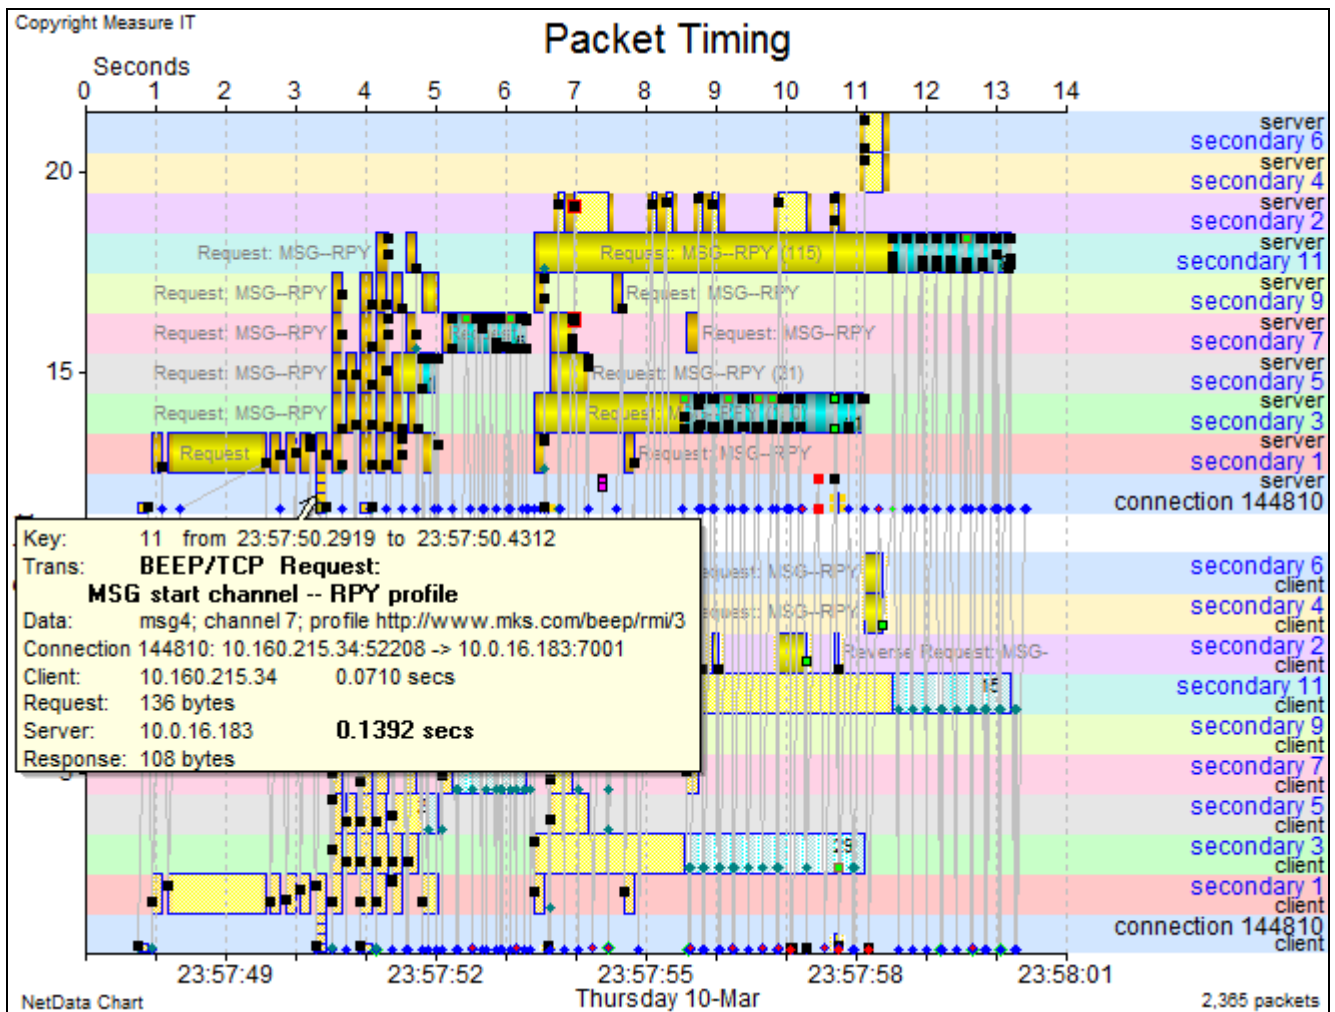 Copyright Measure IT
Packet Timing
Seconds
0 1 2 3 4 5 6 7 8 9 10 11 12 13 14
server
secondary 6
20
server
secondary 4
server
secondary 2
Request: MSG--RPY
Request: MSG--RPY (115)
server
secondary 11
Request: MSG--RPY
Request: MSG--RPY
server
secondary 9
Request: MSG--RPY
Request: MSG--RPY
server
secondary 7
15
Request: MSG--RPY
Request: MSG--RPY (21)
server
secondary 5
Request: MSG--RPY
server
secondary 3
Request
Request: MSG--RPY
server
secondary 1
server
connection 144810
Key: 11 from 23:57:50.2919 to 23:57:50.4312
Trans: BEEP/TCP Request:
MSG start channel -- RPY profile
Data: msg4; channel 7; profile http://www.mks.com/beep/rmi/3
Connection 144810: 10.160.215.34:52208 -> 10.0.16.183:7001
Client: 10.160.215.34 0.0710 secs
Request: 136 bytes
Server: 10.0.16.183 0.1392 secs
Response: 108 bytes
MSG--RPY
secondary 6
client
MSG--RPY
secondary 4
client
Reverse Request: MSG-
secondary 2
client
15
secondary 11
client
secondary 9
client
secondary 7
client
secondary 5
client
29
secondary 3
client
secondary 1
client
connection 144810
client
23:57:49 23:57:52 23:57:55 23:57:58 23:58:01
NetData Chart
Thursday 10-Mar
2,365 packets